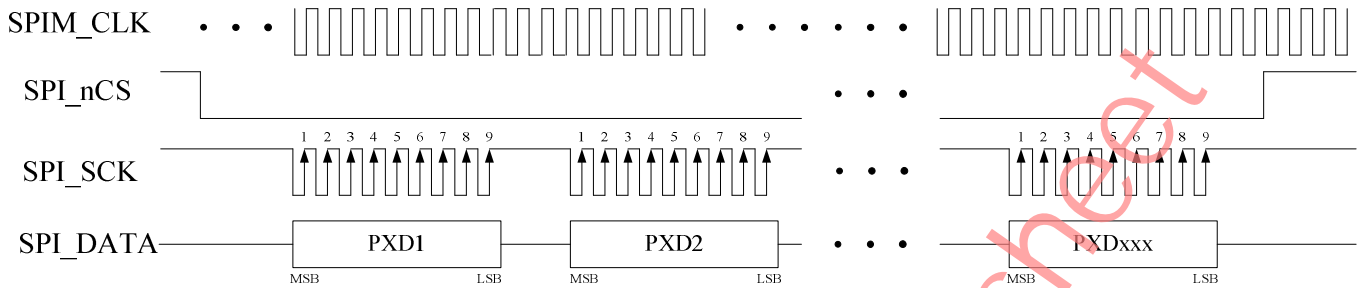 SPIM_CLK
SPI_nCS
1 2 3 4 5 6 7 8 9 1 2 3 4 5 6 7 8 9 1 2 3 4 5 6 7 8 9
SPI_SCK
SPI_DATA PXD1 PXD2 PXDxxx
MSB LSB MSB LSB MSB LSB
heet